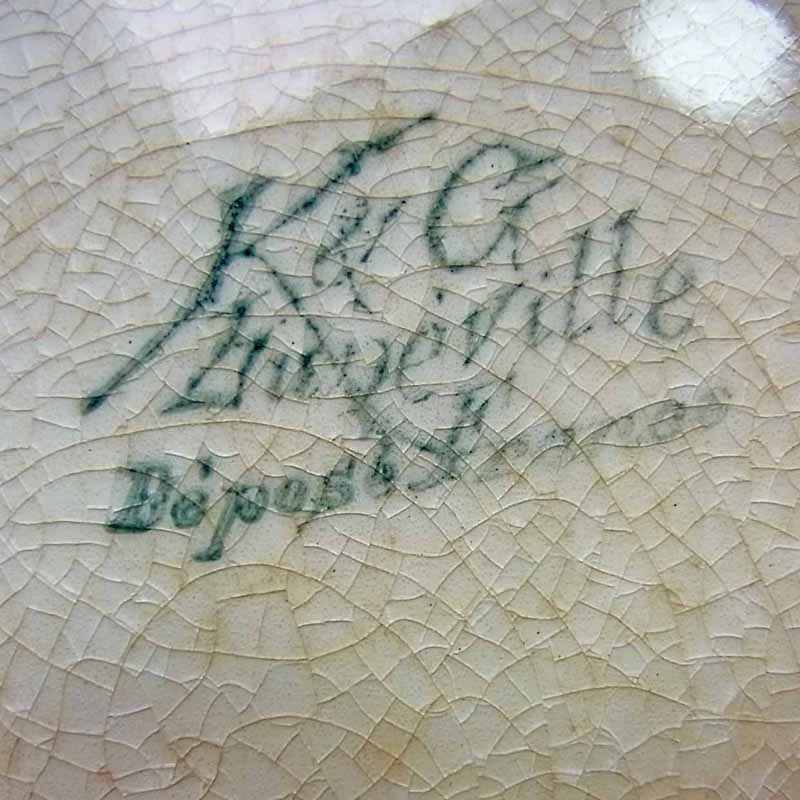 K & G
Lunéville
Déposé France